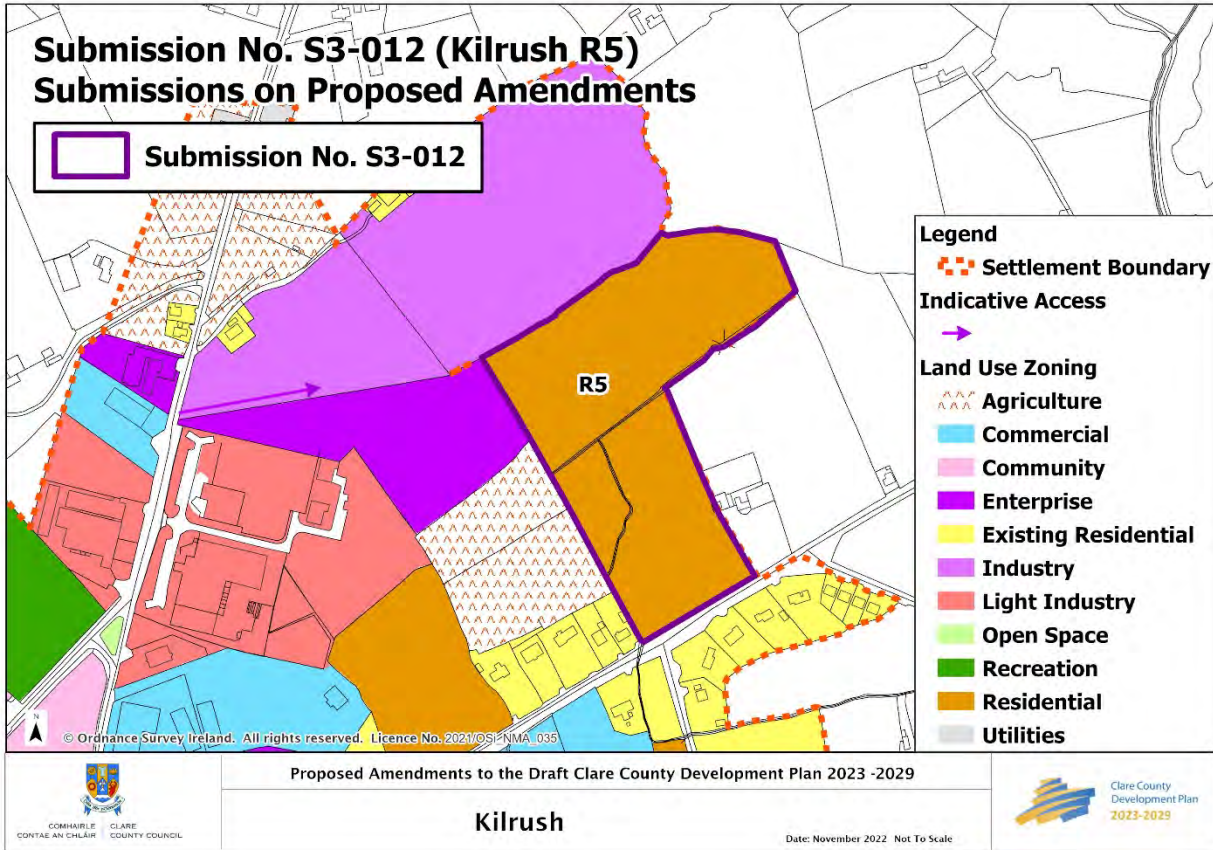 Submission No. S3-012 (Kilrush R5)
Submissions on Proposed Amendments
Submission No. S3-012
R5
Legend
Settlement Boundary
Indicative Access
Land Use Zoning
Agriculture
Commercial
Community
Enterprise
Existing Residential
Industry
Light Industry
Open Space
Recreation
Residential
Utilities
N
© Ordnance Survey Ireland. All rights reserved. Licence No. 2021/OSi_NMA_035
COMHAIRLE
CONTAE AN CHLÁIR
CLARE
COUNTY COUNCIL
Proposed Amendments to the Draft Clare County Development Plan 2023 -2029
Kilrush
Date: November 2022 Not To Scale
Clare County
Development Plan
2023-2029